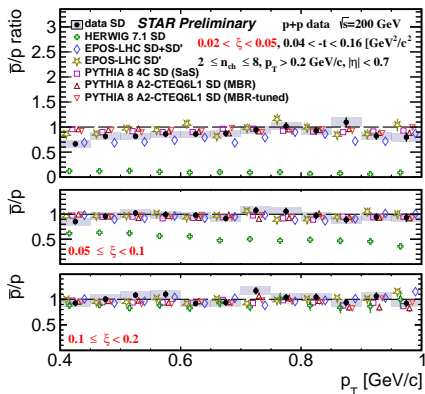 p̅/p ratio
data SD
STAR Preliminary
p+p data √s=200 GeV
HERWIG 7.1 SD
EPOS-LHC SD+SD'
EPOS-LHC SD'
PYTHIA 8 4C SD (SaS)
PYTHIA 8 A2-CTEQ6L1 SD (MBR)
PYTHIA 8 A2-CTEQ6L1 SD (MBR-tuned)
0.02 < ξ < 0.05, 0.04 < -t < 0.16 [GeV²/c²
2 ≤ n_ch ≤ 8, p_T > 0.2 GeV/c, |η| < 0.7
3
2.5
2
1.5
1
0.5
0
p̅/p
1
0.5
0.05 ≤ ξ < 0.1
p̅/p
1
0.5
0.1 ≤ ξ < 0.2
0.4 0.6 0.8 1
p_T [GeV/c]